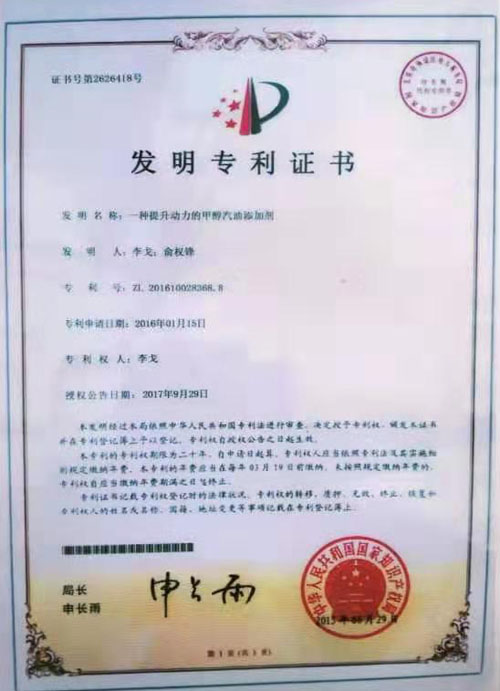 证书号第2626418号
发明专利证书
发明名称：一种提升动力的甲醇汽油添加剂
发明人：李戈；俞权锋
专利号：ZL 201610028368.8
专利申请日期：2016年01月15日
专利权人：李戈
授权公告日期：2017年9月29日
本发明经过本局依照中华人民共和国专利法进行审查，决定授予专利权，颁发本证书
并在专利登记簿上予以登记。专利权自授权公告之日起生效。
本专利的专利权期限为二十年，自申请日起算。专利权人应当依照专利法及其实施细
则规定缴纳年费。本专利的年费应当在每年03月19日前缴纳。未按照规定缴纳年费的，
专利权自应当缴纳年费期满之日飞终止。
专利证书记载专利权登记时的法律状况。专利权的转移、质押、无效、终止、恢复和
专利权人的姓名或名称、国籍、地址变更等事项记载在专利登记簿上。
局长
申长雨
申长雨
中华人民共和国国家知识产权局
第1页(共1页)